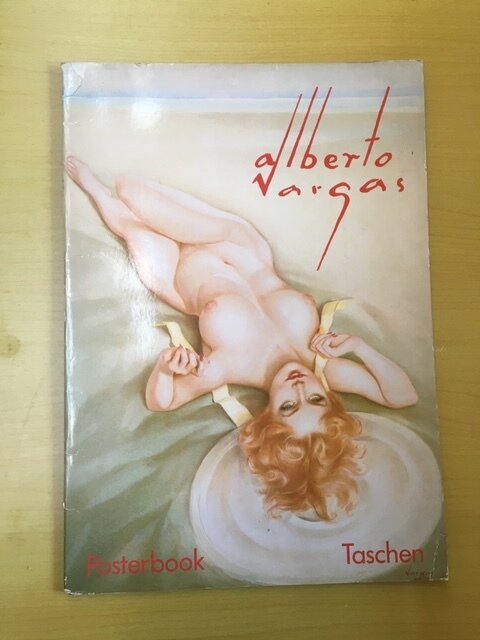 alberto
Vargas
Posterbook
Taschen